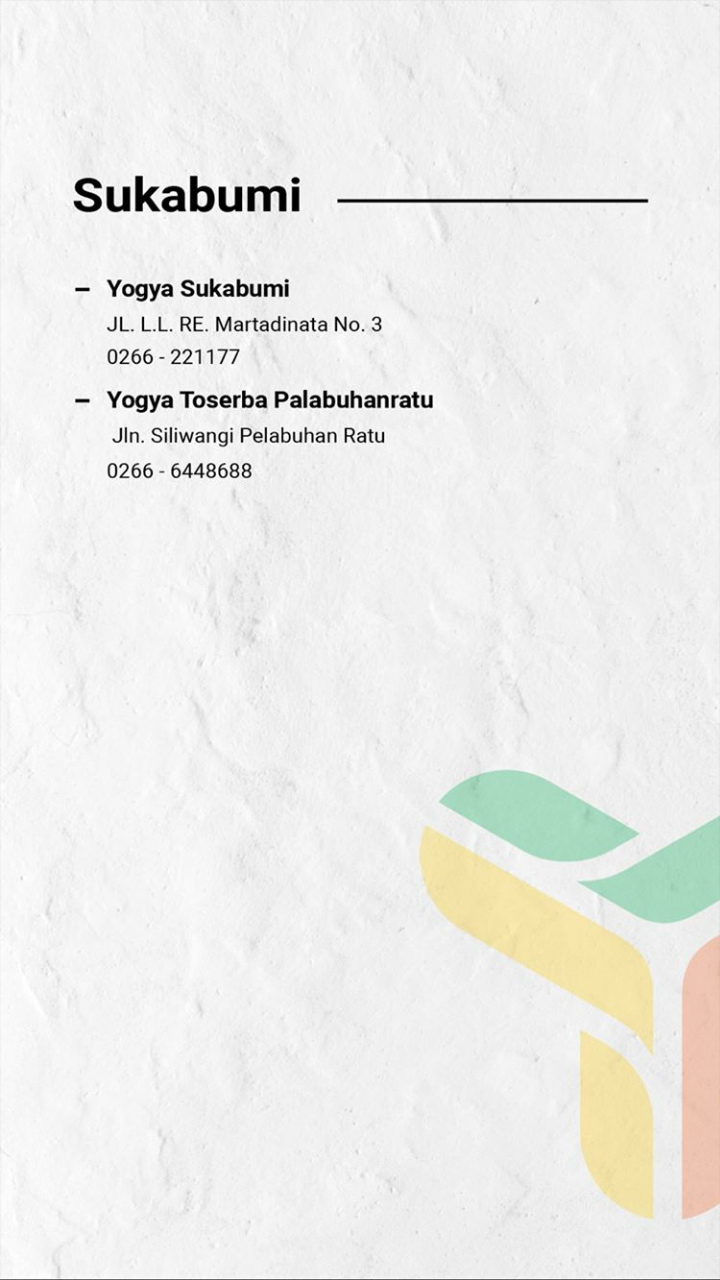 Sukabumi
– Yogya Sukabumi
JL. L.L. RE. Martadinata No. 3
0266 - 221177
– Yogya Toserba Palabuhanratu
Jln. Siliwangi Pelabuhan Ratu
0266 - 6448688